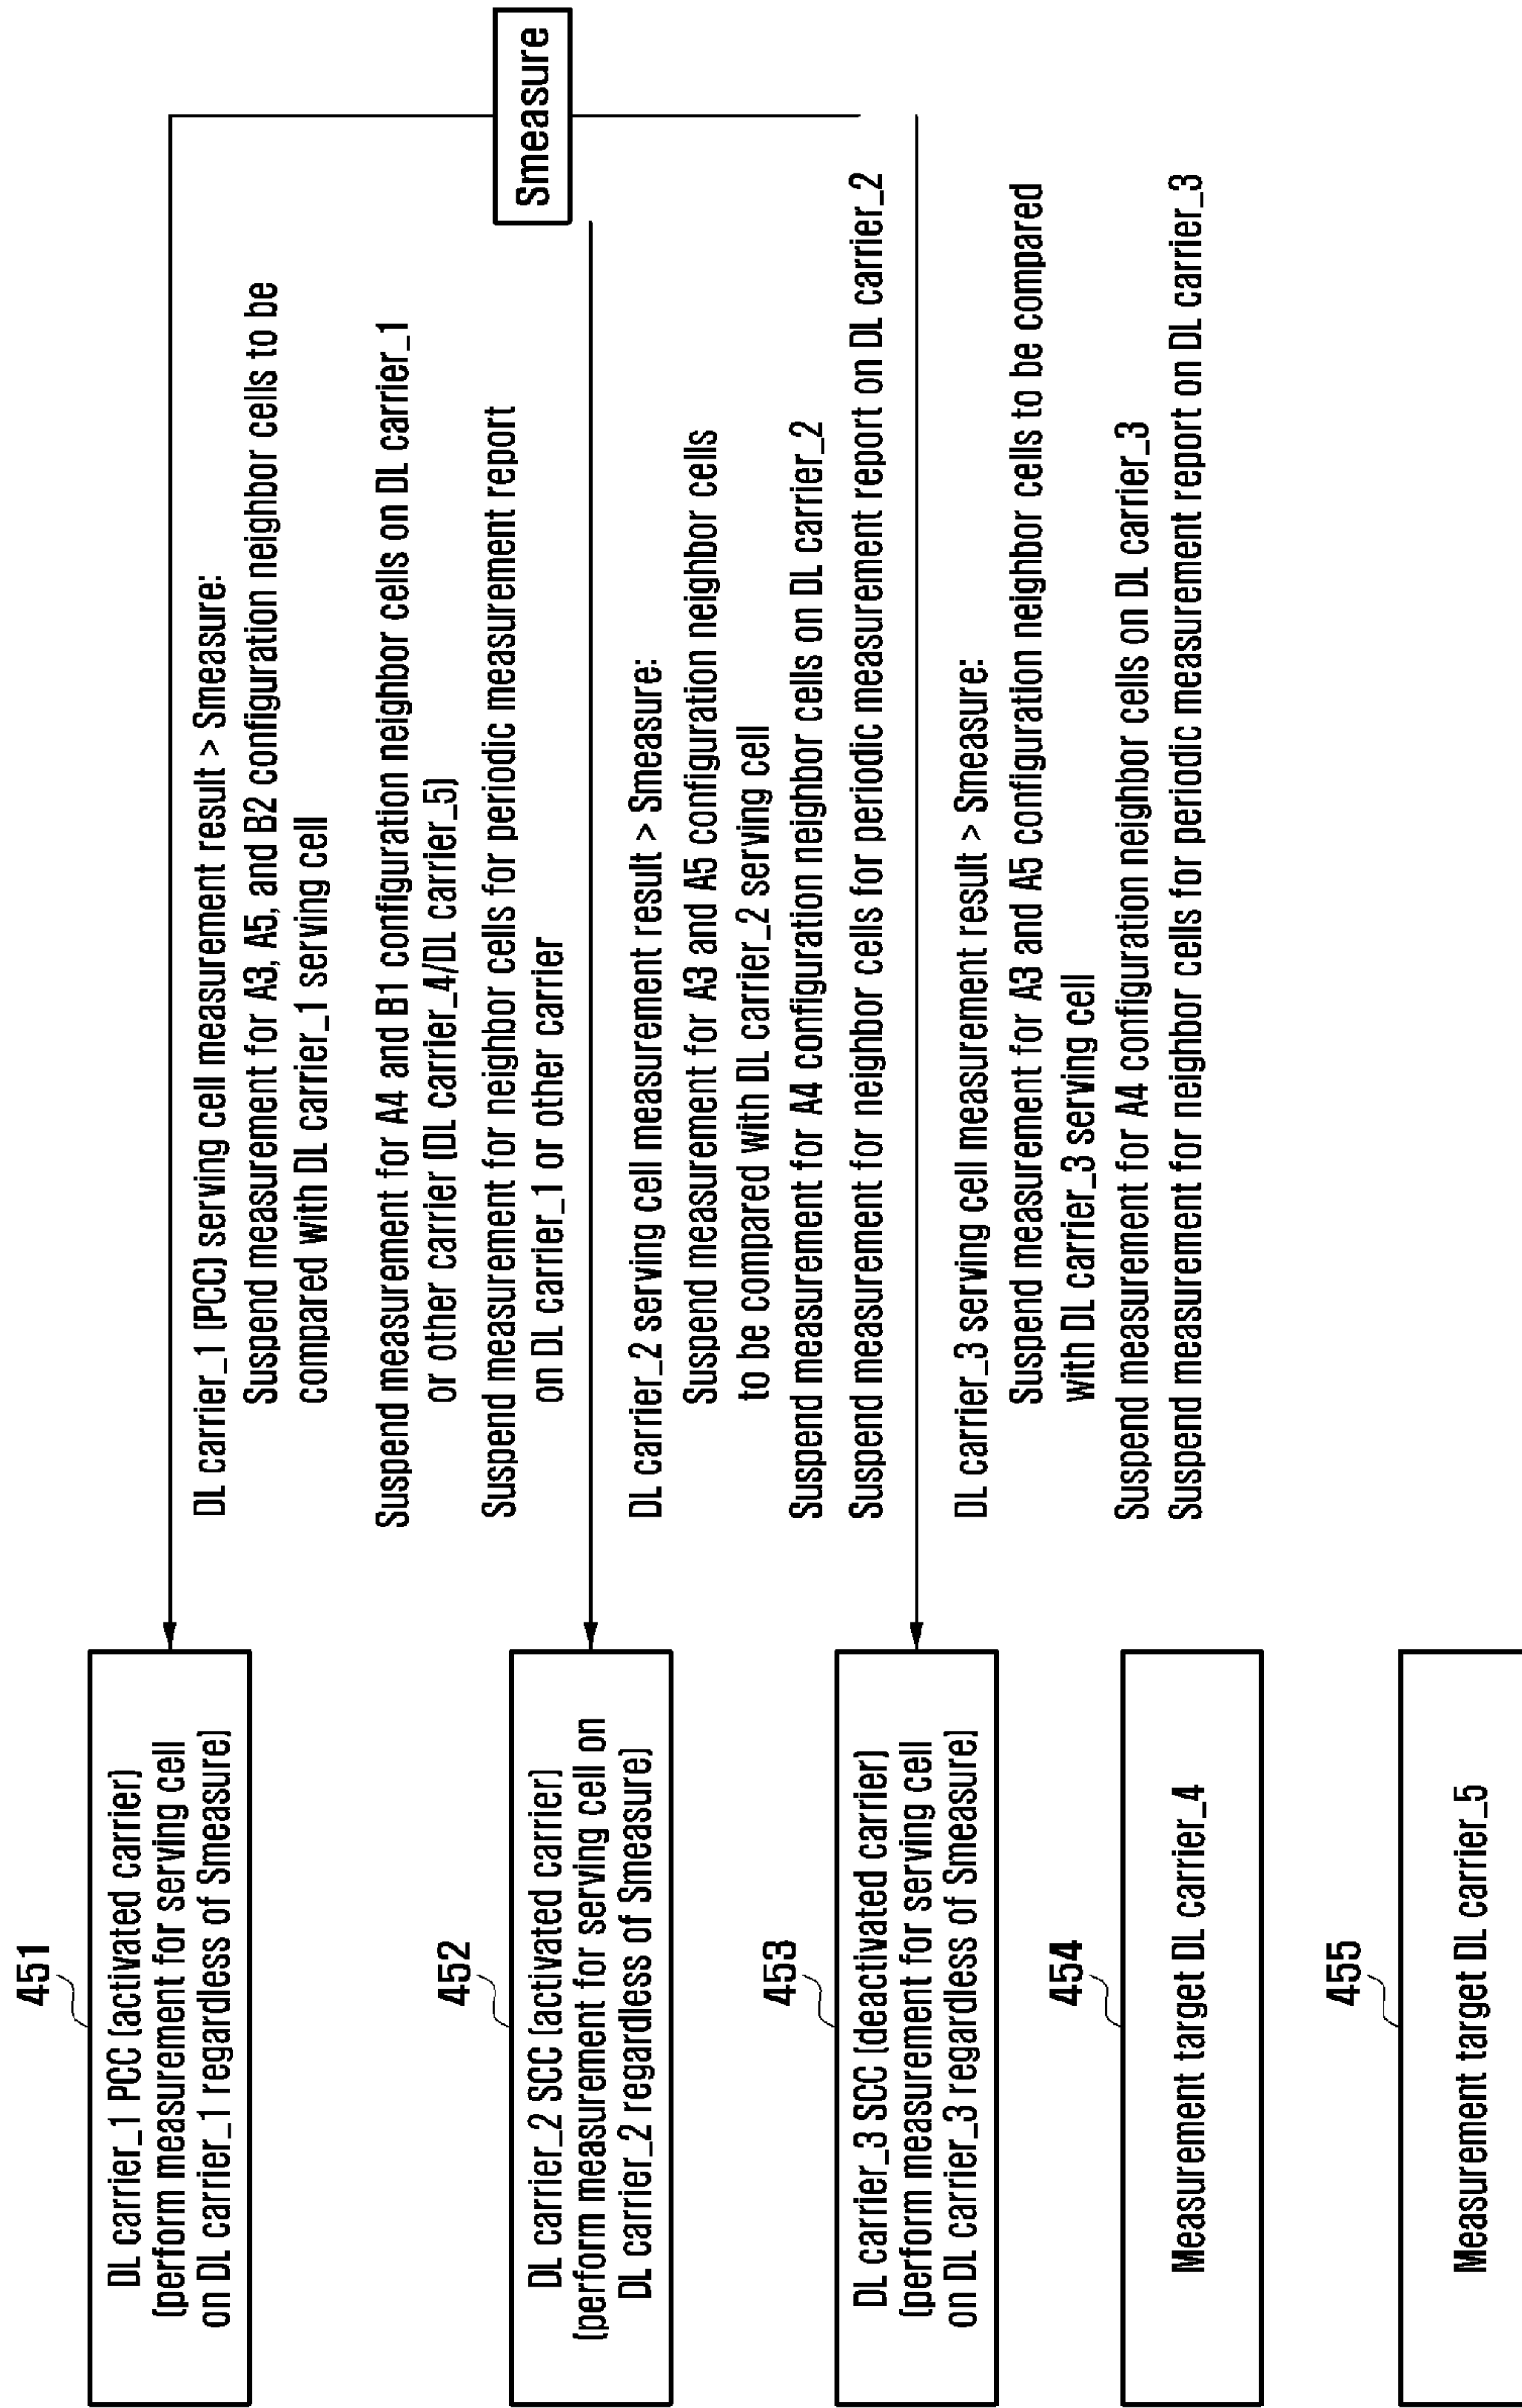 451
DL carrier_1 PCC (activated carrier)
(perform measurement for serving cell
on DL carrier_1 regardless of Smeasure)
DL carrier_1 (PCC) serving cell measurement result > Smeasure:
Suspend measurement for A3, A5, and B2 configuration neighbor cells to be
compared with DL carrier_1 serving cell
Suspend measurement for A4 and B1 configuration neighbor cells on DL carrier_1
or other carrier (DL carrier_4/DL carrier_5)
Suspend measurement for neighbor cells for periodic measurement report
on DL carrier_1 or other carrier
Smeasure
452
DL carrier_2 SCC (activated carrier)
(perform measurement for serving cell on
DL carrier_2 regardless of Smeasure)
DL carrier_2 serving cell measurement result > Smeasure:
Suspend measurement for A3 and A5 configuration neighbor cells
to be compared with DL carrier_2 serving cell
Suspend measurement for A4 configuration neighbor cells on DL carrier_2
Suspend measurement for neighbor cells for periodic measurement report on DL carrier_2
453
DL carrier_3 SCC (deactivated carrier)
(perform measurement for serving cell
on DL carrier_3 regardless of Smeasure)
DL carrier_3 serving cell measurement result > Smeasure:
Suspend measurement for A3 and A5 configuration neighbor cells to be compared
with DL carrier_3 serving cell
Suspend measurement for A4 configuration neighbor cells on DL carrier_3
Suspend measurement for neighbor cells for periodic measurement report on DL carrier_3
454
Measurement target DL carrier_4
455
Measurement target DL carrier_5